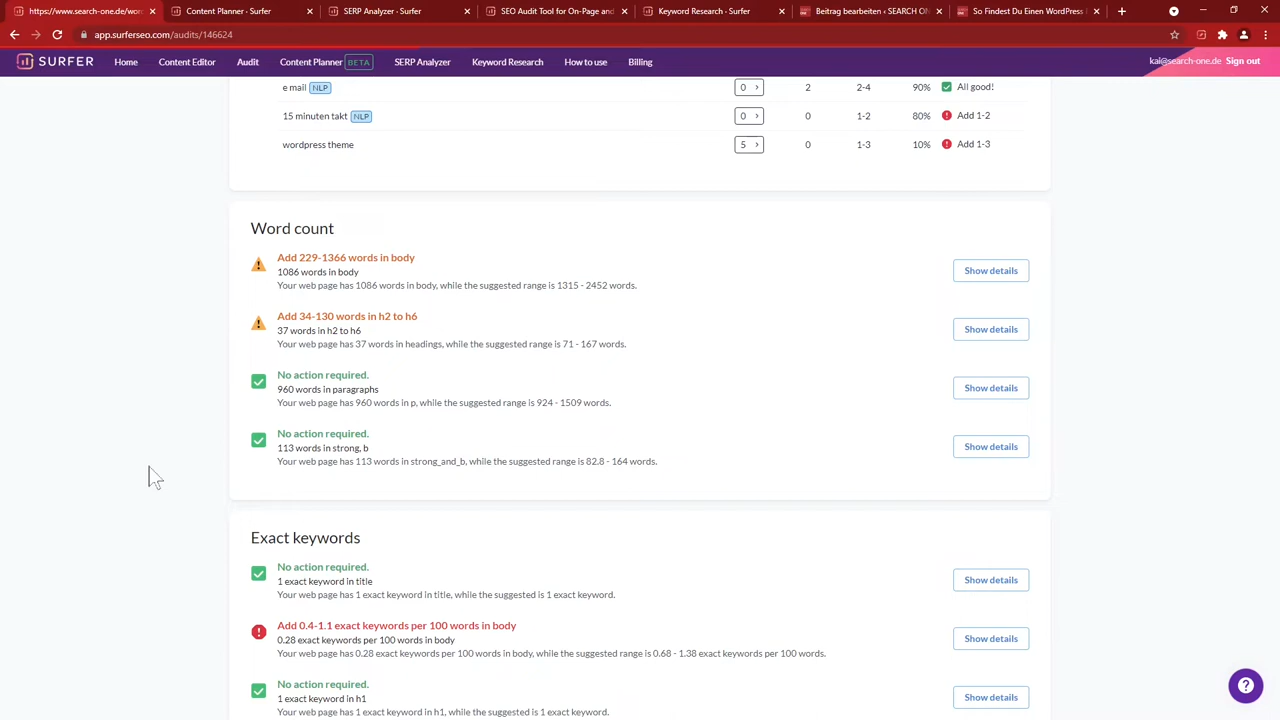 https://www.search-one.de/wor
Content Planner - Surfer
SERP Analyzer - Surfer
SEO Audit Tool for On-Page and
Keyword Research - Surfer
Beitrag bearbeiten ‹ SEARCH ON
So Findest Du Einen WordPress
app.surferseo.com/audits/146624
SURFER
Home
Content Editor
Audit
Content Planner BETA
SERP Analyzer
Keyword Research
How to use
Billing
kai@search-one.de Sign out
e mail NLP 0 › 2 2-4 90% All good!
15 minuten takt NLP 0 › 0 1-2 80% Add 1-2
wordpress theme 5 › 0 1-3 10% Add 1-3
Word count
Add 229-1366 words in body
1086 words in body
Your web page has 1086 words in body, while the suggested range is 1315 - 2452 words.
Show details
Add 34-130 words in h2 to h6
37 words in h2 to h6
Your web page has 37 words in headings, while the suggested range is 71 - 167 words.
Show details
No action required.
960 words in paragraphs
Your web page has 960 words in p, while the suggested range is 924 - 1509 words.
Show details
No action required.
113 words in strong, b
Your web page has 113 words in strong_and_b, while the suggested range is 82.8 - 164 words.
Show details
Exact keywords
No action required.
1 exact keyword in title
Your web page has 1 exact keyword in title, while the suggested is 1 exact keyword.
Show details
Add 0.4-1.1 exact keywords per 100 words in body
0.28 exact keywords per 100 words in body
Your web page has 0.28 exact keywords per 100 words in body, while the suggested range is 0.68 - 1.38 exact keywords per 100 words.
Show details
No action required.
1 exact keyword in h1
Your web page has 1 exact keyword in h1, while the suggested is 1 exact keyword.
Show details
?